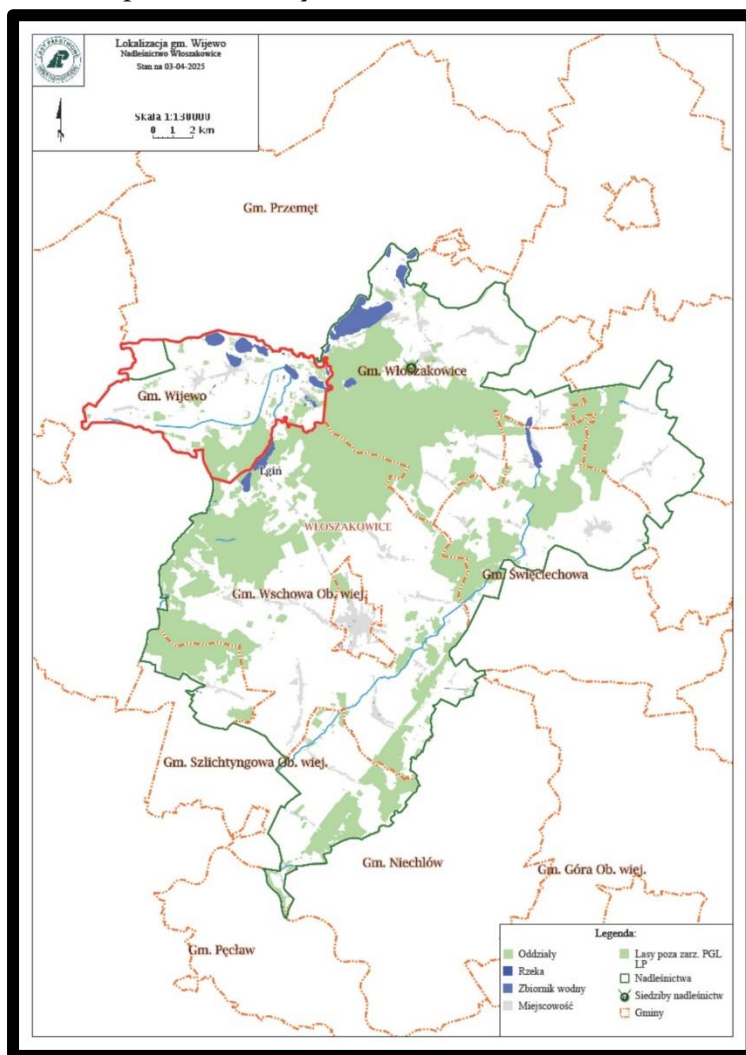 Lokalizacja gm. Wijewo
Nadleśnictwo Włoszakowice
Stan na 03-04-2025
LASY PAŃSTWOWE
N
Skala 1:130000
0 1 2 km
Gm. Przemęt
Gm. Włoszakowice
Gm. Wijewo
Lgiń
WŁOSZAKOWICE
Gm. Święciechowa
Gm. Wschowa Ob. wiej.
Gm. Szlichtyngowa Ob. wiej.
Gm. Niechlów
Gm. Góra Ob. wiej.
Gm. Pęcław
Legenda:
Oddziały
Rzeka
Zbiornik wodny
Miejscowość
Lasy poza zarz. PGL
LP
Nadleśnictwa
Siedziby nadleśnictw
Gminy